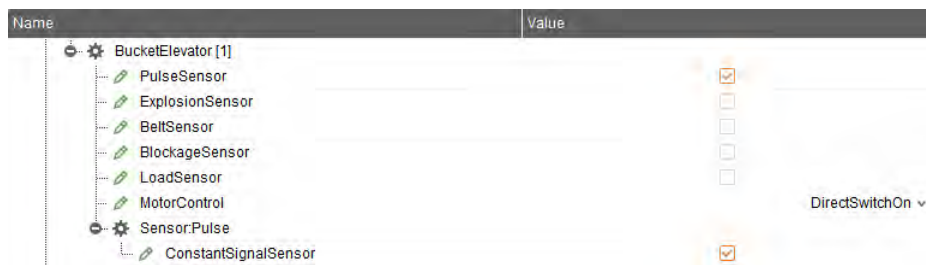 Name Value
BucketElevator [1]
PulseSensor
ExplosionSensor
BeltSensor
BlockageSensor
LoadSensor
MotorControl DirectSwitchOn
Sensor:Pulse
ConstantSignalSensor